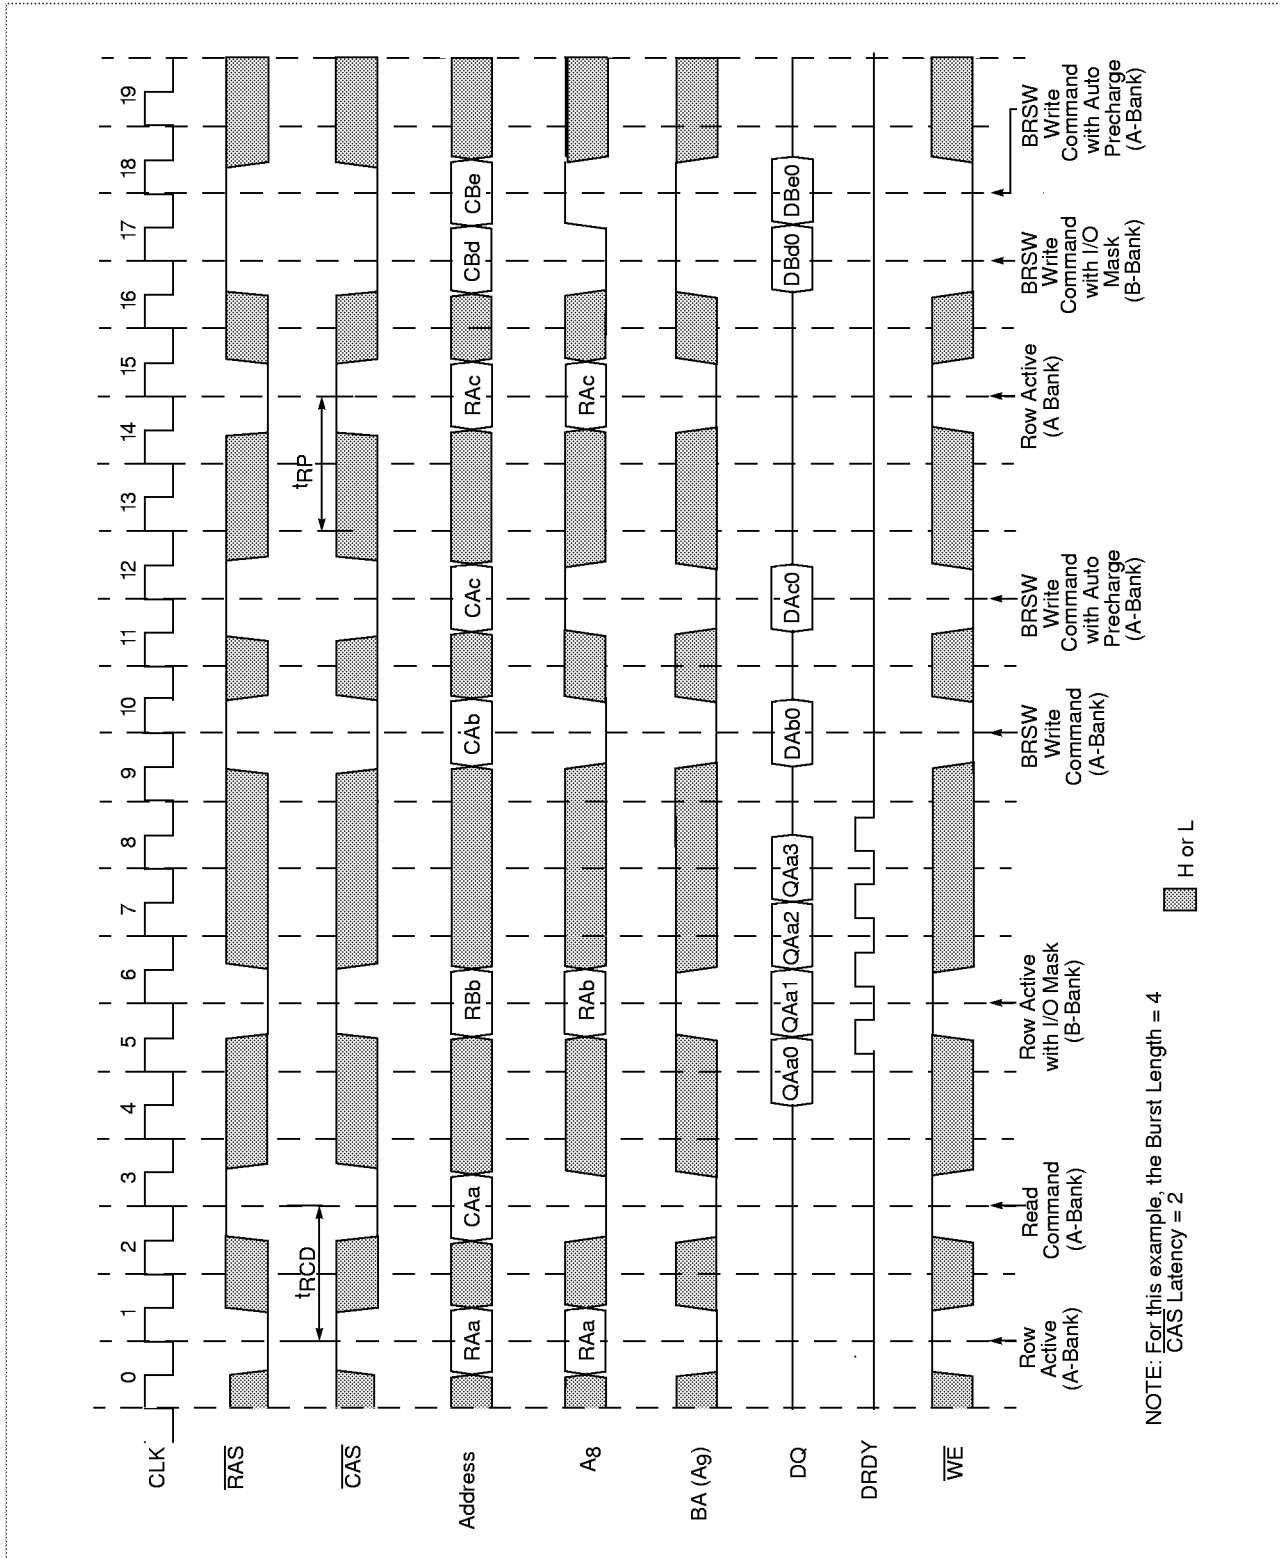 0 1 2 3 4 5 6 7 8 9 10 11 12 13 14 15 16 17 18 19
CLK
RAS
CAS
tRCD
tRP
Address
RAa CAa RBb CAb CAc RAc CBd CBe
A8
RAa RAb RAc
BA (A9)
DQ
QAa0 QAa1 QAa2 QAa3 DAb0 DAc0 DBd0 DBe0
DRDY
WE
Row
Active
(A-Bank)
Read
Command
(A-Bank)
Row Active
with I/O Mask
(B-Bank)
BRSW
Write
Command
(A-Bank)
BRSW
Write
Command
with Auto
Precharge
(A-Bank)
Row Active
(A Bank)
BRSW
Write
Command
with I/O
Mask
(B-Bank)
BRSW
Write
Command
with Auto
Precharge
(A-Bank)
H or L
NOTE: For this example, the Burst Length = 4
CAS Latency = 2